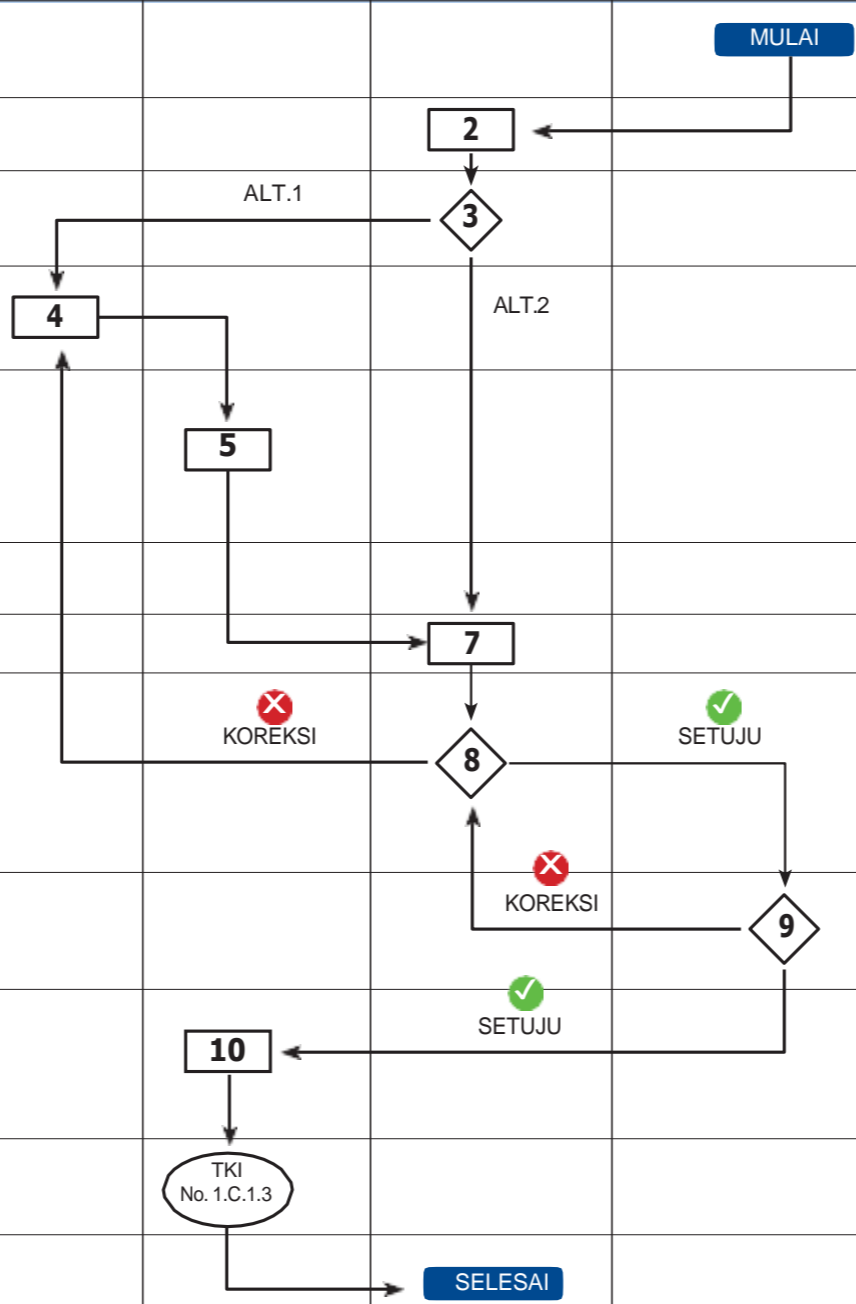 MULAI
2
ALT.1
3
ALT.2
4
5
7
KOREKSI
SETUJU
8
KOREKSI
9
SETUJU
10
TKI
No. 1.C.1.3
SELESAI